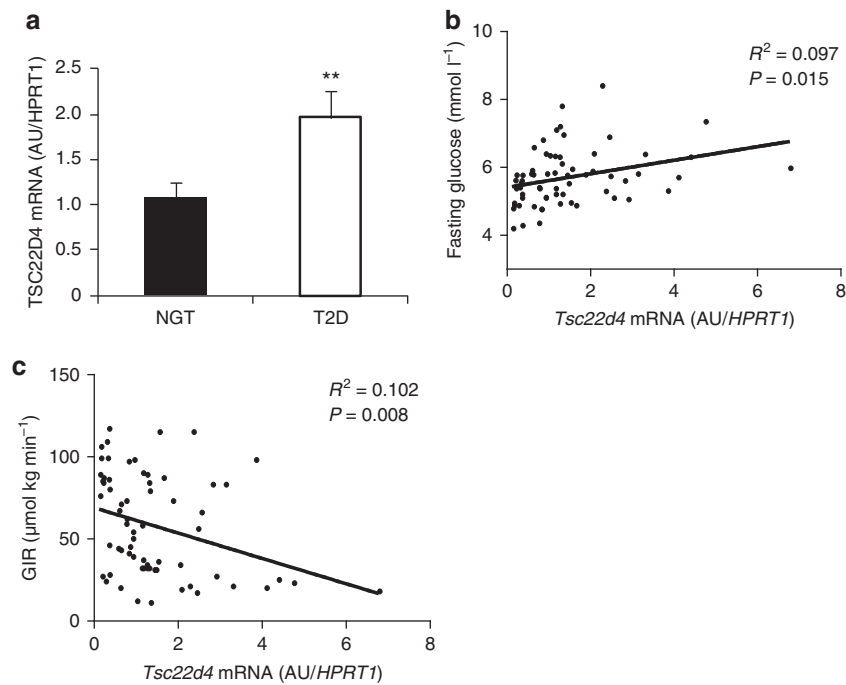 a
TSC22D4 mRNA (AU/HPRT1)
2.5
2.0
1.5
1.0
0.5
0
**
NGT
T2D
b
Fasting glucose (mmol l⁻¹)
10
8
6
4
R² = 0.097
P = 0.015
0
2
4
6
8
Tsc22d4 mRNA (AU/HPRT1)
c
GIR (μmol kg min⁻¹)
150
100
50
0
R² = 0.102
P = 0.008
0
2
4
6
8
Tsc22d4 mRNA (AU/HPRT1)